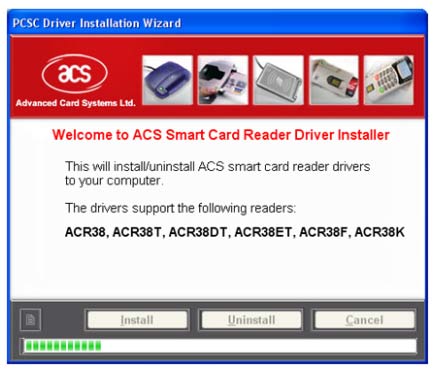 PCSC Driver Installation Wizard
acs
Advanced Card Systems Ltd.
Welcome to ACS Smart Card Reader Driver Installer
This will install/uninstall ACS smart card reader drivers
to your computer.
The drivers support the following readers:
ACR38, ACR38T, ACR38DT, ACR38ET, ACR38F, ACR38K
Install Uninstall Cancel